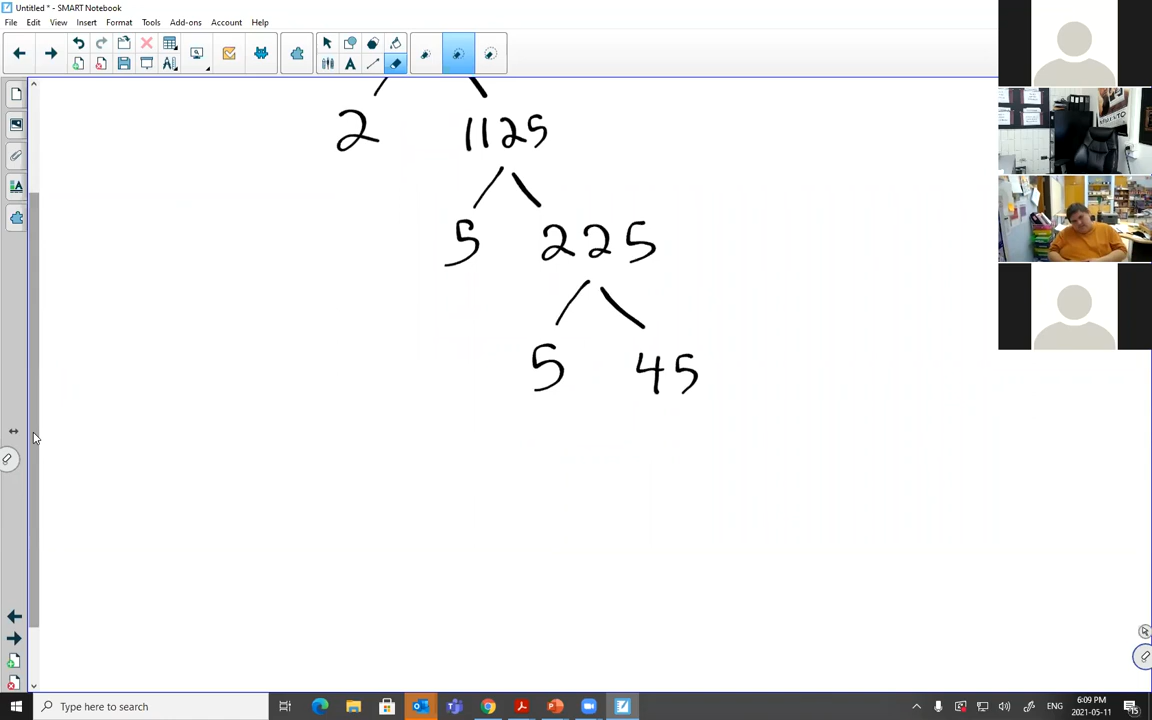 Untitled * - SMART Notebook
File Edit View Insert Format Tools Add-ons Account Help
2 1125
5 225
5 45
Type here to search
ENG
6:09 PM
2021-05-11
15